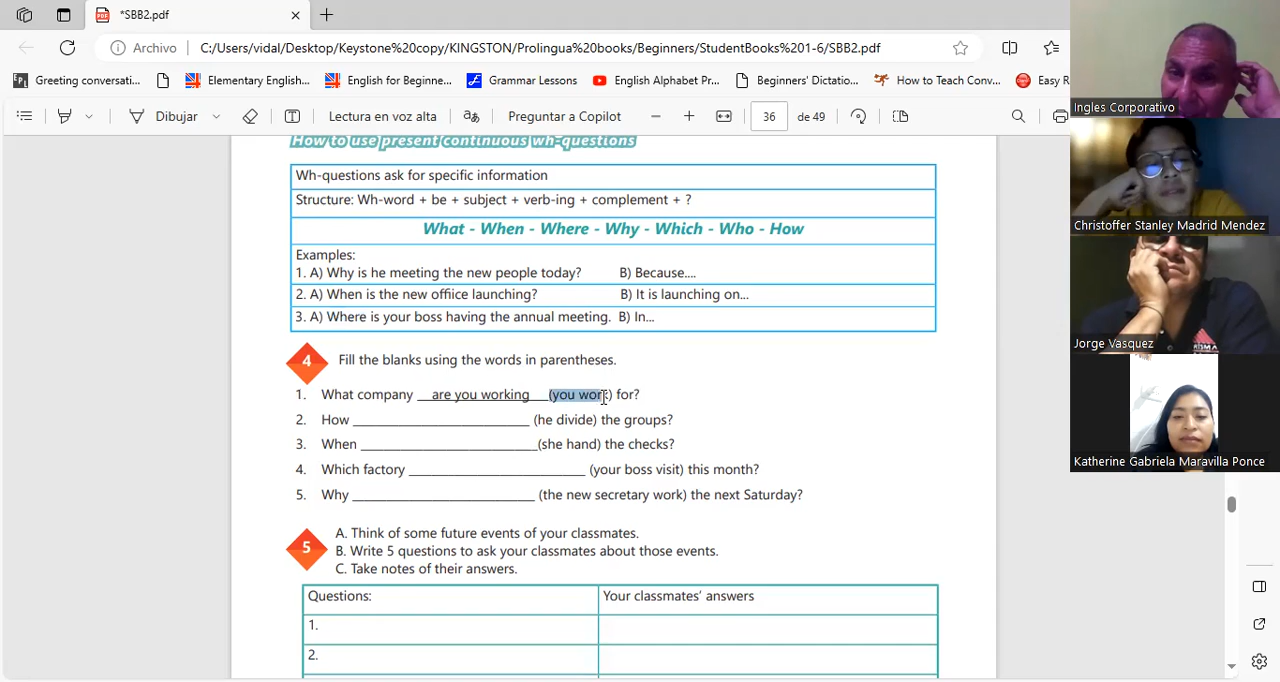 *SBB2.pdf
Archivo
C:/Users/vidal/Desktop/Keystone%20copy/KINGSTON/Prolingua%20books/Beginners/StudentBooks%201-6/SBB2.pdf
Greeting conversati...
Elementary English...
English for Beginne...
Grammar Lessons
English Alphabet Pr...
Beginners' Dictatio...
How to Teach Conv...
Easy R
Dibujar
Lectura en voz alta
Preguntar a Copilot
36
de 49
How to use present continuous wh-questions
Wh-questions ask for specific information
Structure: Wh-word + be + subject + verb-ing + complement + ?
What - When - Where - Why - Which - Who - How
Examples:
1. A) Why is he meeting the new people today? B) Because....
2. A) When is the new office launching? B) It is launching on...
3. A) Where is your boss having the annual meeting. B) In...
4 Fill the blanks using the words in parentheses.
1. What company __are you working __(you wor:) for?
2. How ______________________ (he divide) the groups?
3. When ______________________(she hand) the checks?
4. Which factory ______________________ (your boss visit) this month?
5. Why ______________________ (the new secretary work) the next Saturday?
5
A. Think of some future events of your classmates.
B. Write 5 questions to ask your classmates about those events.
C. Take notes of their answers.
Questions:
Your classmates' answers
1.
2.
Ingles Corporativo
Christoffer Stanley Madrid Mendez
Jorge Vasquez
Katherine Gabriela Maravilla Ponce